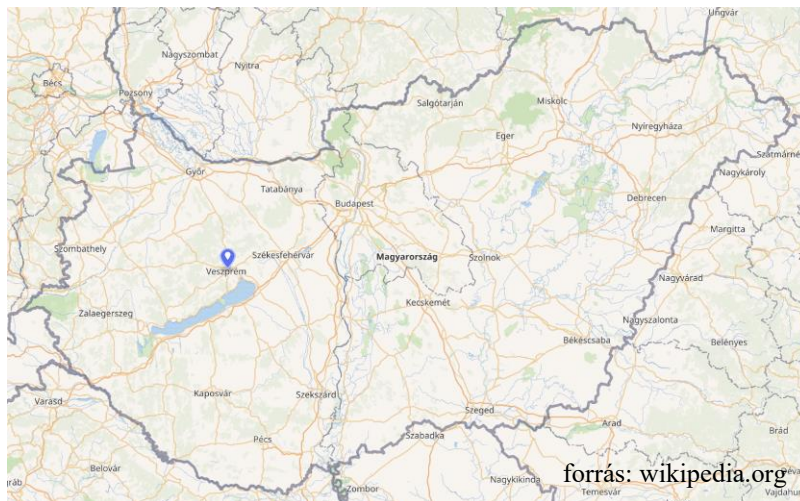 Ungvár
Nagyszombat
Nyitra
Bécs
Pozsony
Salgótarján
Miskolc
Eger
Nyíregyháza
Szatmárné
Győr
Nagykároly
Tatabánya
Budapest
Debrecen
Margitta
Szombathely
Székesfehérvár
Magyarország
Szolnok
Veszprém
Nagyvárad
Kecskemét
Zalaegerszeg
Nagyszalonta
Békéscsaba
Belényes
Kaposvár
Szekszárd
Varasd
Szeged
Arad
Pécs
Szabadka
Brád
Belovár
forrás: wikipedia.org
Nagykikinda
gráb
Zombor
Temesvár
Vajdahu